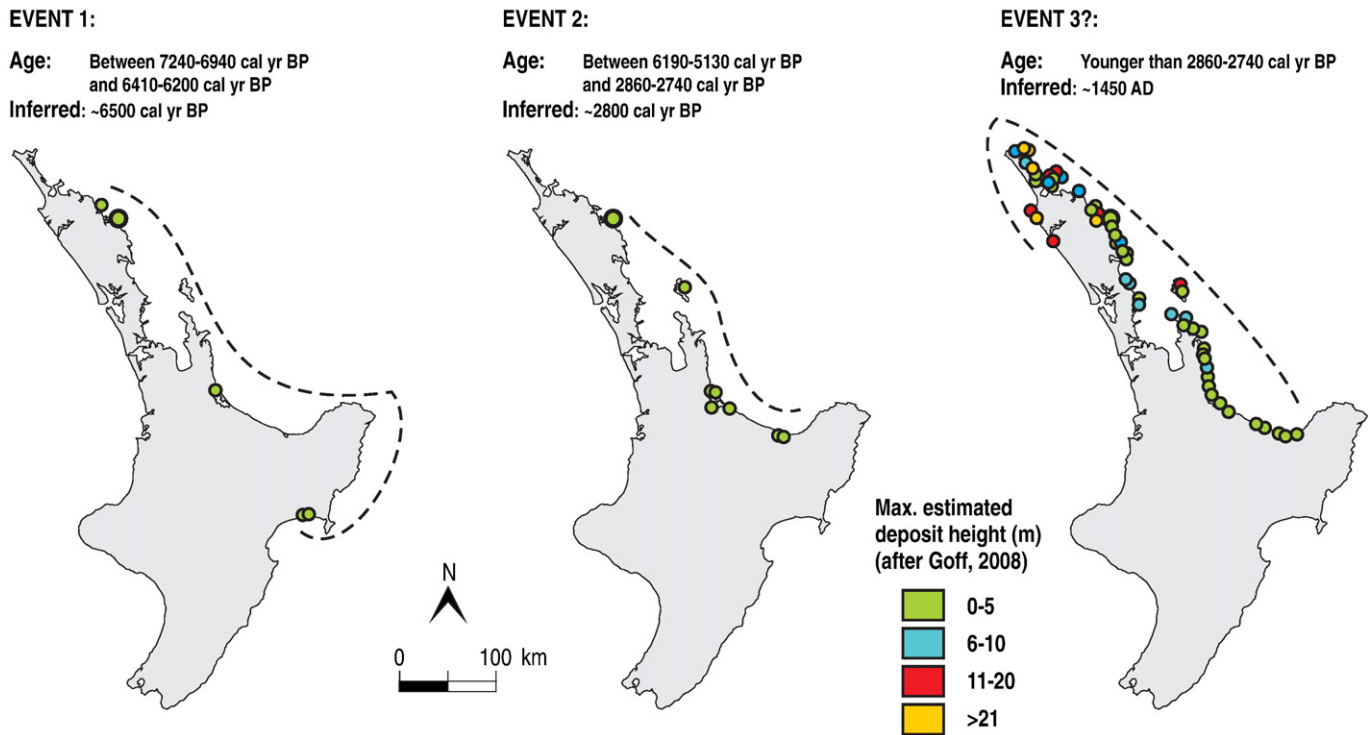 EVENT 1:
Age: Between 7240-6940 cal yr BP
and 6410-6200 cal yr BP
Inferred: ~6500 cal yr BP
EVENT 2:
Age: Between 6190-5130 cal yr BP
and 2860-2740 cal yr BP
Inferred: ~2800 cal yr BP
EVENT 3?:
Age: Younger than 2860-2740 cal yr BP
Inferred: ~1450 AD
N
0 100 km
Max. estimated
deposit height (m)
(after Goff, 2008)
0-5
6-10
11-20
>21